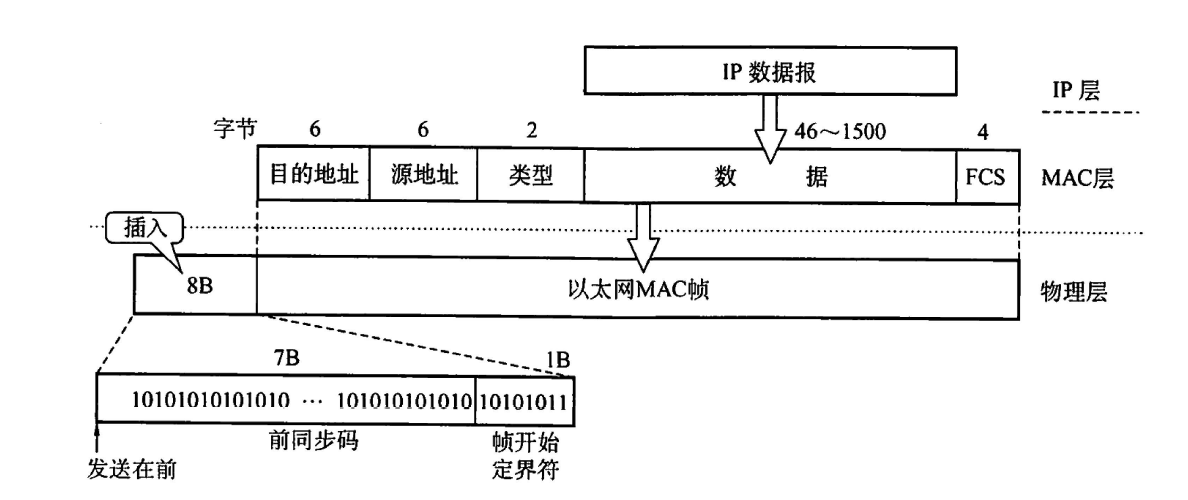 IP 数据报
IP 层
字节 6 6 2 46～1500 4
目的地址 源地址 类型 数 据 FCS MAC层
插入
8B 以太网MAC帧 物理层
7B 1B
10101010101010 … 101010101010 10101011
前同步码 帧开始
定界符
发送在前